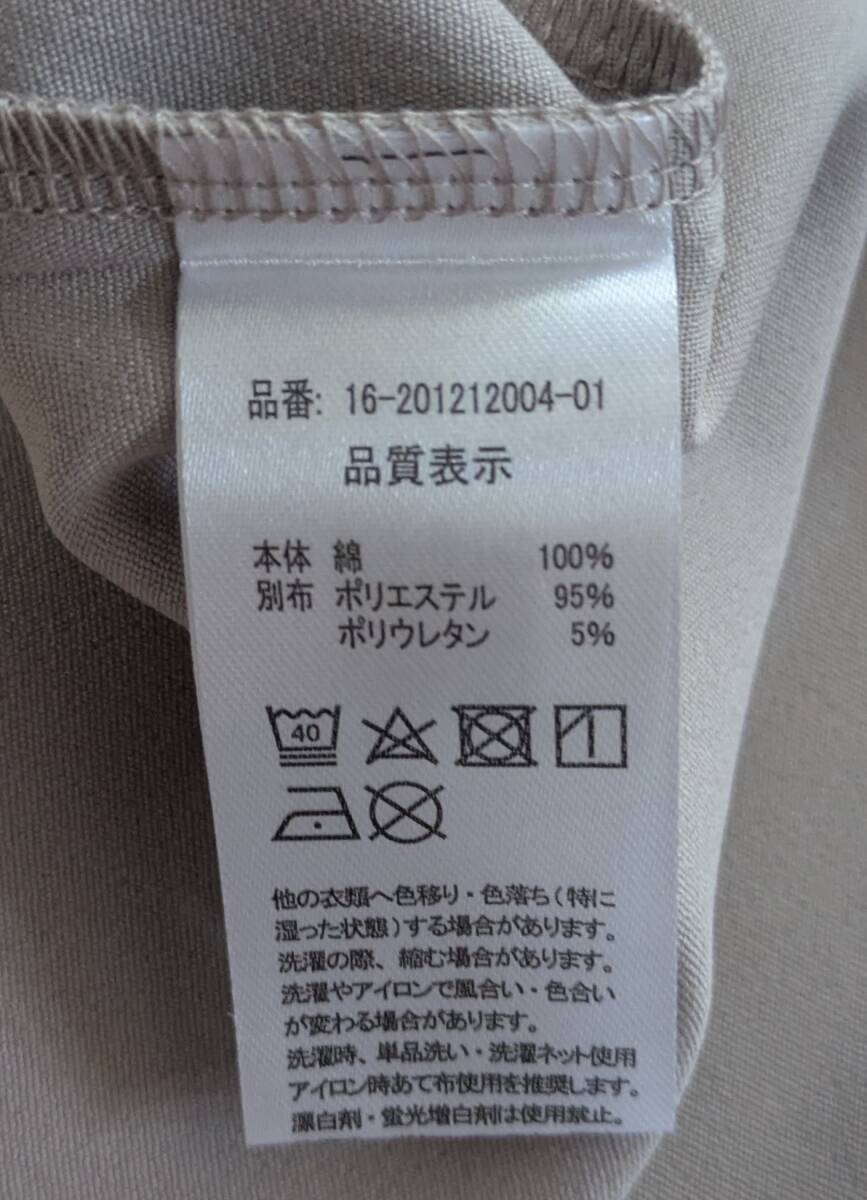 品番: 16-201212004-01
品質表示
本体 綿 100%
別布 ポリエステル 95%
ポリウレタン 5%
40
他の衣類へ色移り・色落ち(特に
湿った状態)する場合があります。
洗濯の際、縮む場合があります。
洗濯やアイロンで風合い・色合い
が変わる場合があります。
洗濯時、単品洗い・洗濯ネット使用
アイロン時あて布使用を推奨します。
漂白剤・蛍光増白剤は使用禁止。